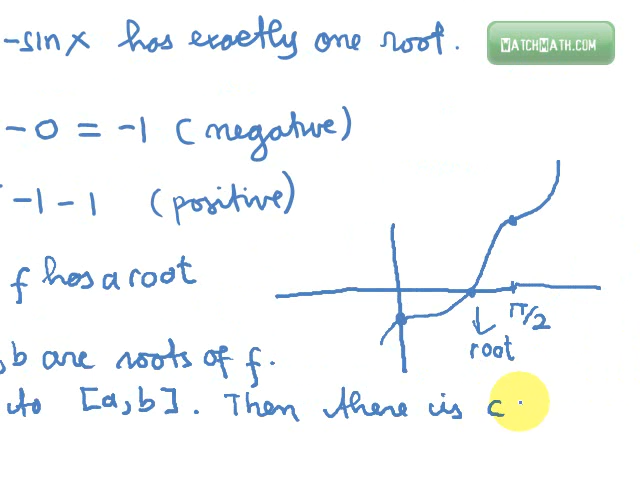 -sin x has exactly one root.
WatchMath.com
- 0 = -1 (negative)
-1 - 1 (positive)
f has a root
π/2
root
, b are roots of f.
to [a, b]. Then there is c